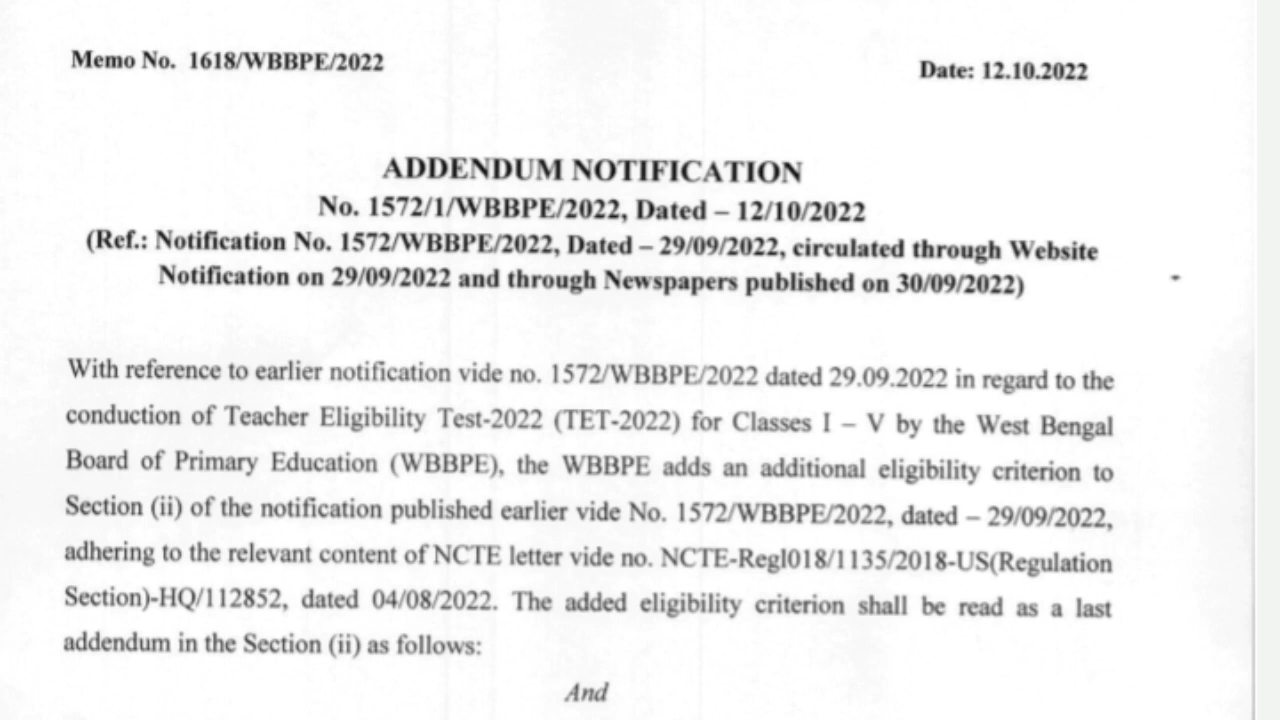 Memo No. 1618/WBBPE/2022
Date: 12.10.2022
ADDENDUM NOTIFICATION
No. 1572/1/WBBPE/2022, Dated – 12/10/2022
(Ref.: Notification No. 1572/WBBPE/2022, Dated – 29/09/2022, circulated through Website
Notification on 29/09/2022 and through Newspapers published on 30/09/2022)
With reference to earlier notification vide no. 1572/WBBPE/2022 dated 29.09.2022 in regard to the
conduction of Teacher Eligibility Test-2022 (TET-2022) for Classes I – V by the West Bengal
Board of Primary Education (WBBPE), the WBBPE adds an additional eligibility criterion to
Section (ii) of the notification published earlier vide No. 1572/WBBPE/2022, dated – 29/09/2022,
adhering to the relevant content of NCTE letter vide no. NCTE-Regl018/1135/2018-US(Regulation
Section)-HQ/112852, dated 04/08/2022. The added eligibility criterion shall be read as a last
addendum in the Section (ii) as follows:
And